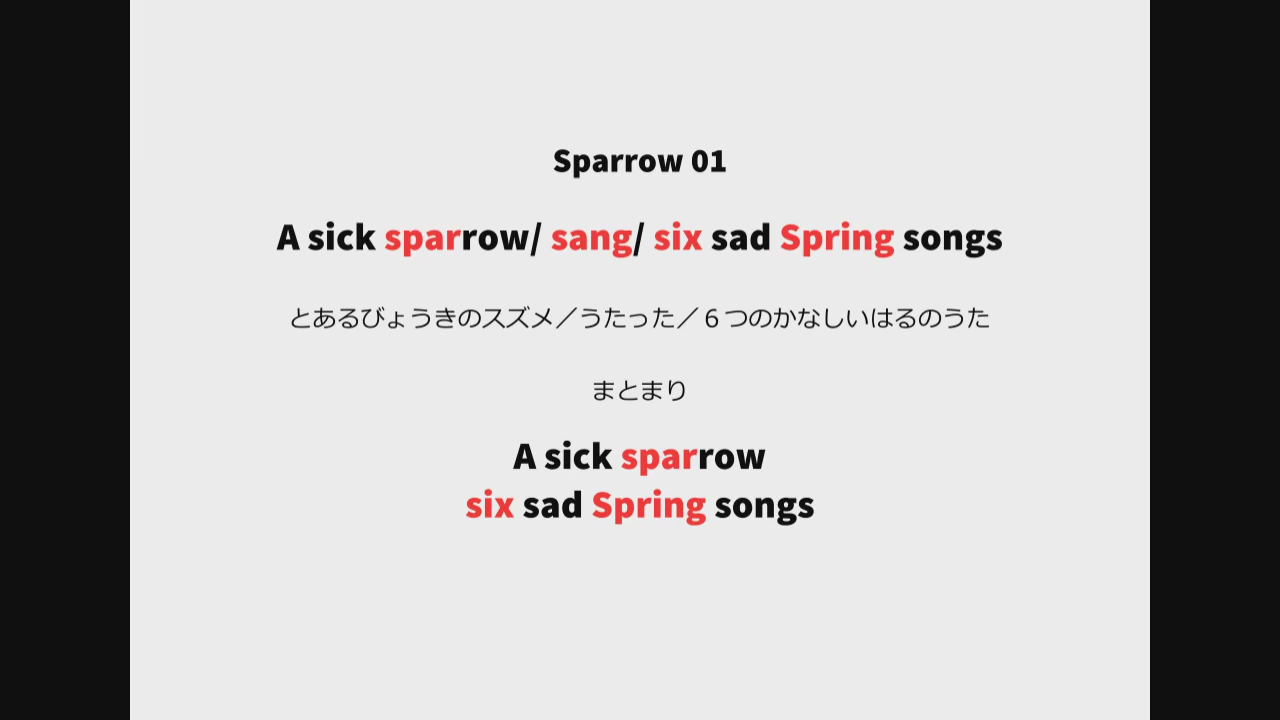 Sparrow 01
A sick sparrow/ sang/ six sad Spring songs
とあるびょうきのスズメ／うたった／６つのかなしいはるのうた
まとまり
A sick sparrow
six sad Spring songs